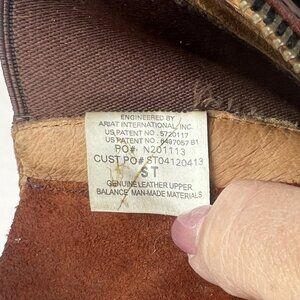 ENGINEERED BY
ARIAT INTERNATIONAL, INC.
US PATENT NO. 5720117
US PATENT NO. 6497057 B1
PO# N201113
CUST PO# ST04120413
ST
GENUINE LEATHER UPPER
BALANCE MAN-MADE MATERIALS